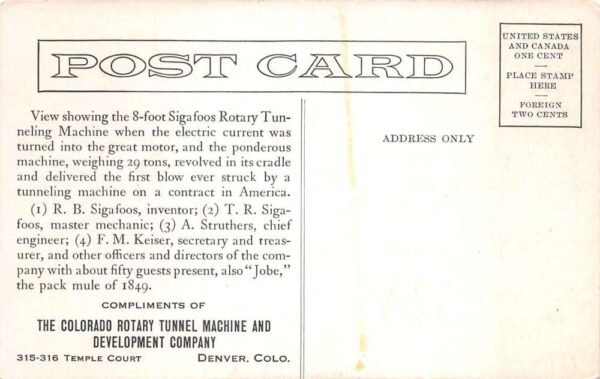 POST CARD
UNITED STATES
AND CANADA
ONE CENT
PLACE STAMP
HERE
FOREIGN
TWO CENTS
View showing the 8-foot Sigafoos Rotary Tun-
neling Machine when the electric current was
turned into the great motor, and the ponderous
machine, weighing 29 tons, revolved in its cradle
and delivered the first blow ever struck by a
tunneling machine on a contract in America.
(1) R. B. Sigafoos, inventor; (2) T. R. Siga-
foos, master mechanic; (3) A. Struthers, chief
engineer; (4) F. M. Keiser, secretary and treas-
urer, and other officers and directors of the com-
pany with about fifty guests present, also "Jobe,"
the pack mule of 1849.
COMPLIMENTS OF
THE COLORADO ROTARY TUNNEL MACHINE AND
DEVELOPMENT COMPANY
315-316 TEMPLE COURT DENVER, COLO.
ADDRESS ONLY